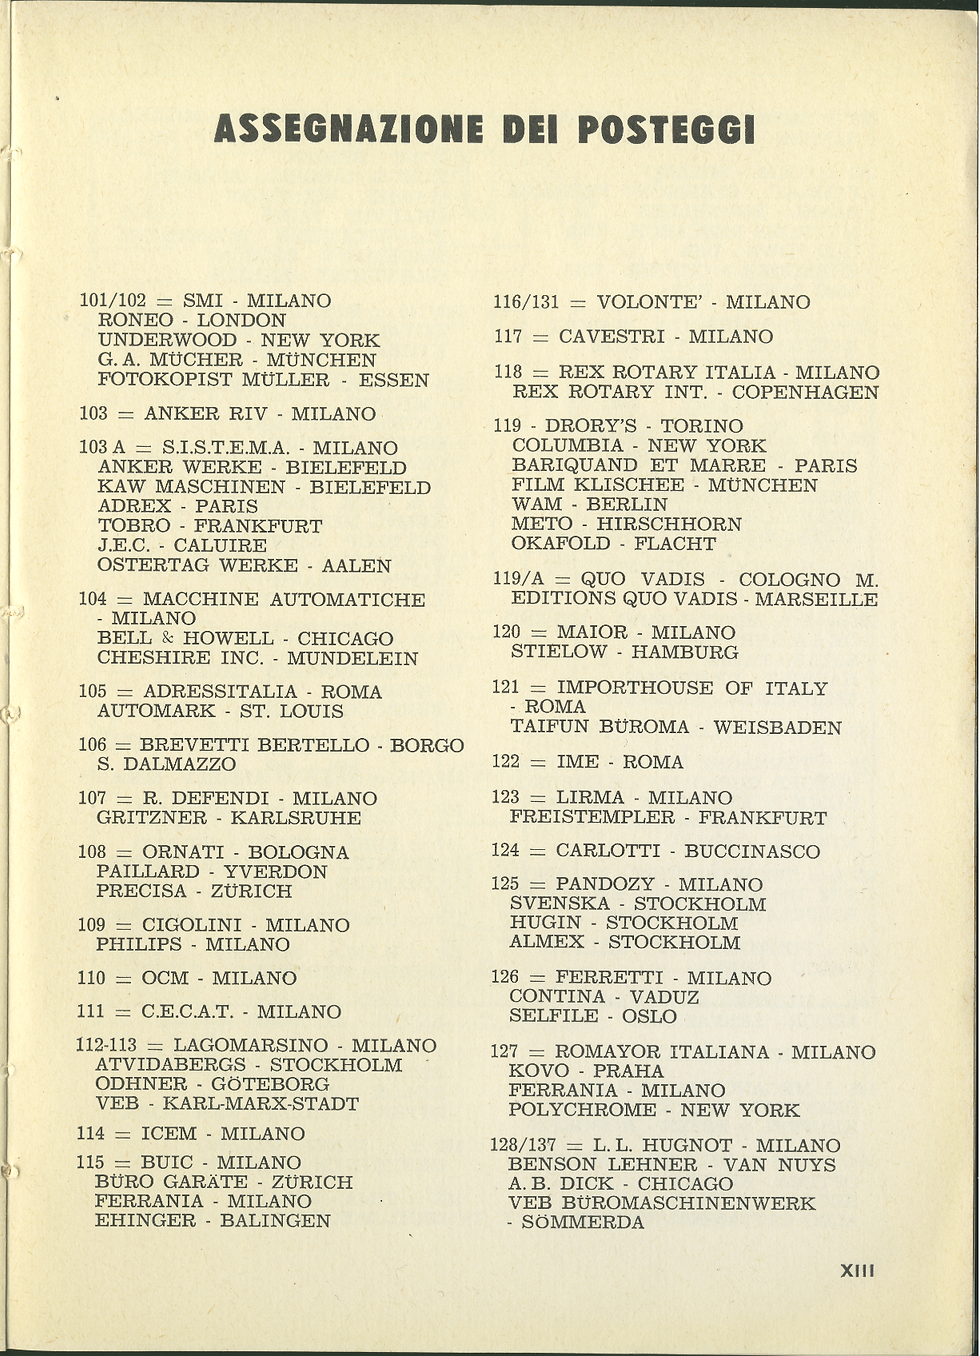 ASSEGNAZIONE DEI POSTEGGI
101/102 = SMI - MILANO
RONEO - LONDON
UNDERWOOD - NEW YORK
G. A. MÜCHER - MÜNCHEN
FOTOKOPIST MÜLLER - ESSEN
103 = ANKER RIV - MILANO
103 A = S.I.S.T.E.M.A. - MILANO
ANKER WERKE - BIELEFELD
KAW MASCHINEN - BIELEFELD
ADREX - PARIS
TOBRO - FRANKFURT
J.E.C. - CALUIRE
OSTERTAG WERKE - AALEN
104 = MACCHINE AUTOMATICHE
- MILANO
BELL & HOWELL - CHICAGO
CHESHIRE INC. - MUNDELEIN
105 = ADRESSITALIA - ROMA
AUTOMARK - ST. LOUIS
106 = BREVETTI BERTELLO - BORGO
S. DALMAZZO
107 = R. DEFENDI - MILANO
GRITZNER - KARLSRUHE
108 = ORNATI - BOLOGNA
PAILLARD - YVERDON
PRECISA - ZÜRICH
109 = CIGOLINI - MILANO
PHILIPS - MILANO
110 = OCM - MILANO
111 = C.E.C.A.T. - MILANO
112-113 = LAGOMARSINO - MILANO
ATVIDABERGS - STOCKHOLM
ODHNER - GÖTEBORG
VEB - KARL-MARX-STADT
114 = ICEM - MILANO
115 = BUIC - MILANO
BÜRO GARÄTE - ZÜRICH
FERRANIA - MILANO
EHINGER - BALINGEN
116/131 = VOLONTE' - MILANO
117 = CAVESTRI - MILANO
118 = REX ROTARY ITALIA - MILANO
REX ROTARY INT. - COPENHAGEN
119 - DRORY'S - TORINO
COLUMBIA - NEW YORK
BARIQUAND ET MARRE - PARIS
FILM KLISCHEE - MÜNCHEN
WAM - BERLIN
METO - HIRSCHHORN
OKAFOLD - FLACHT
119/A = QUO VADIS - COLOGNO M.
EDITIONS QUO VADIS - MARSEILLE
120 = MAIOR - MILANO
STIELOW - HAMBURG
121 = IMPORTHOUSE OF ITALY
- ROMA
TAIFUN BÜROMA - WEISBADEN
122 = IME - ROMA
123 = LIRMA - MILANO
FREISTEMPLER - FRANKFURT
124 = CARLOTTI - BUCCINASCO
125 = PANDOZY - MILANO
SVENSKA - STOCKHOLM
HUGIN - STOCKHOLM
ALMEX - STOCKHOLM
126 = FERRETTI - MILANO
CONTINA - VADUZ
SELFILE - OSLO
127 = ROMAYOR ITALIANA - MILANO
KOVO - PRAHA
FERRANIA - MILANO
POLYCHROME - NEW YORK
128/137 = L. L. HUGNOT - MILANO
BENSON LEHNER - VAN NUYS
A. B. DICK - CHICAGO
VEB BÜROMASCHINENWERK
- SÖMMERDA
XIII